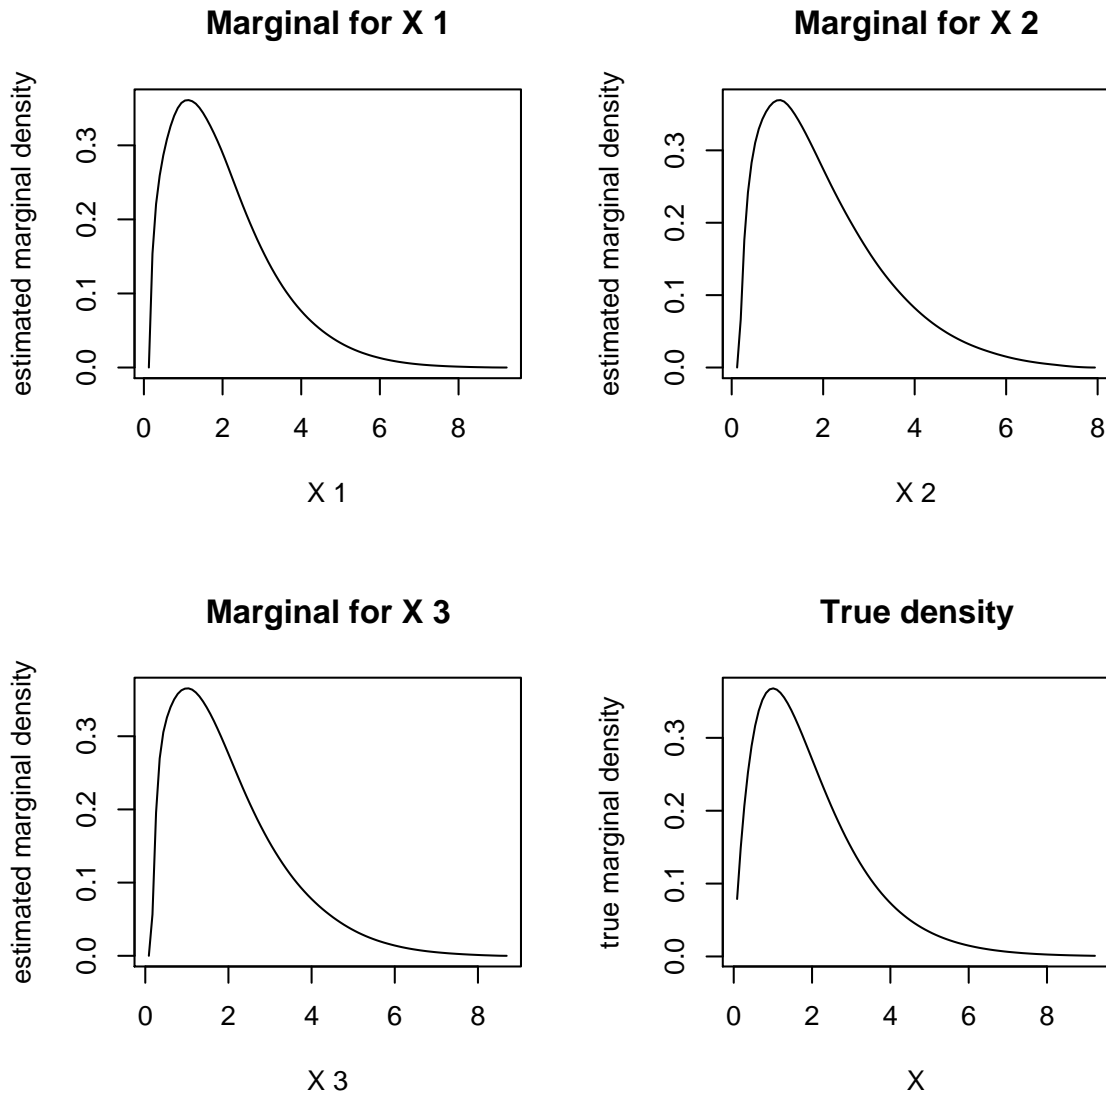 Marginal for X 1
estimated marginal density
0.0 0.1 0.2 0.3
0 2 4 6 8
X 1
Marginal for X 2
estimated marginal density
0.0 0.1 0.2 0.3
0 2 4 6 8
X 2
Marginal for X 3
estimated marginal density
0.0 0.1 0.2 0.3
0 2 4 6 8
X 3
True density
true marginal density
0.0 0.1 0.2 0.3
0 2 4 6 8
X